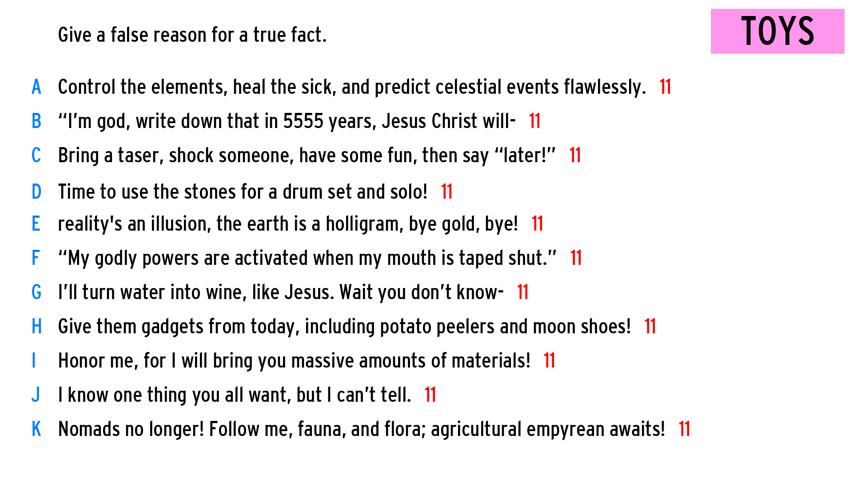 TOYS
Give a false reason for a true fact.
A Control the elements, heal the sick, and predict celestial events flawlessly. 11
B “I’m god, write down that in 5555 years, Jesus Christ will- 11
C Bring a taser, shock someone, have some fun, then say “later!” 11
D Time to use the stones for a drum set and solo! 11
E reality's an illusion, the earth is a holligram, bye gold, bye! 11
F “My godly powers are activated when my mouth is taped shut.” 11
G I’ll turn water into wine, like Jesus. Wait you don’t know- 11
H Give them gadgets from today, including potato peelers and moon shoes! 11
I Honor me, for I will bring you massive amounts of materials! 11
J I know one thing you all want, but I can’t tell. 11
K Nomads no longer! Follow me, fauna, and flora; agricultural empyrean awaits! 11